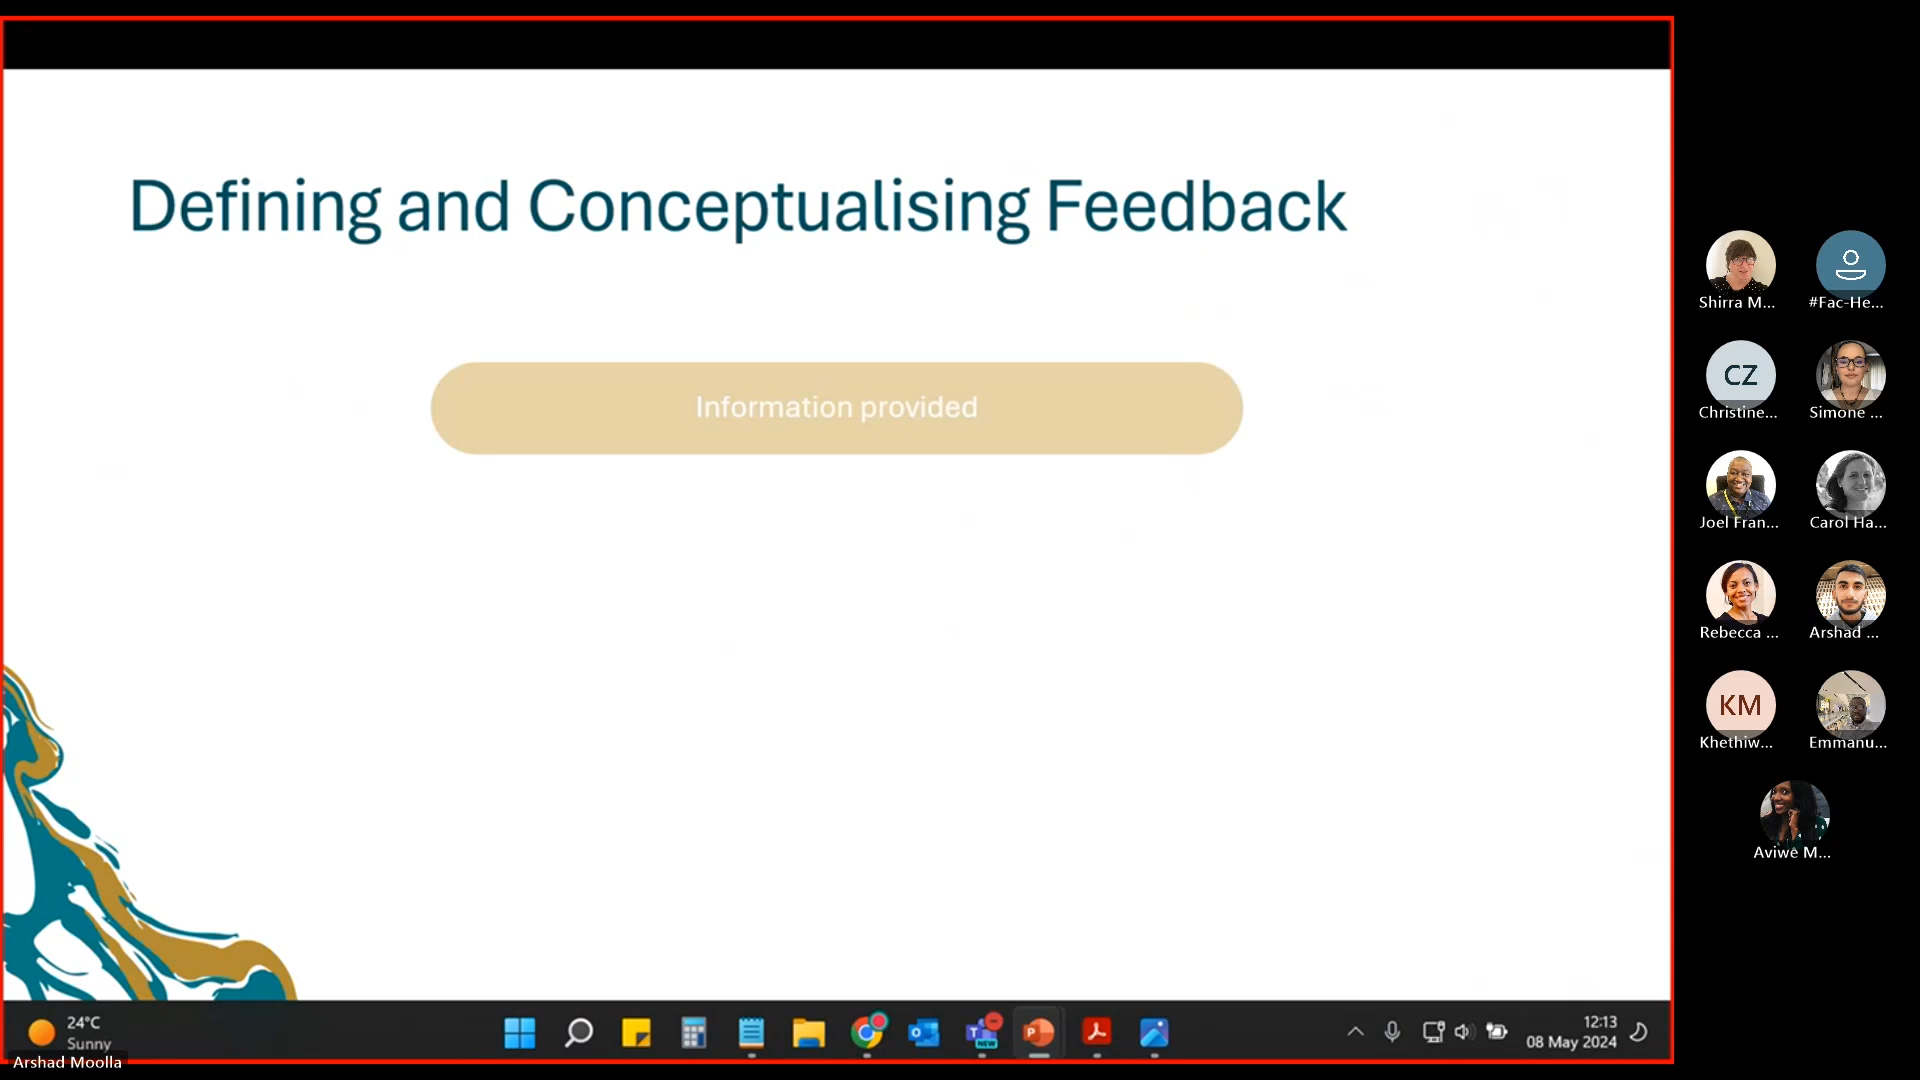 Defining and Conceptualising Feedback
Information provided
Shirra M...
#Fac-He...
CZ
Christine...
Simone ...
Joel Fran...
Carol Ha...
Rebecca ...
Arshad ...
KM
Khethiw...
Emmanu...
Aviwe M...
24°C
Sunny
NEW
12:13
08 May 2024
Arshad Moolla